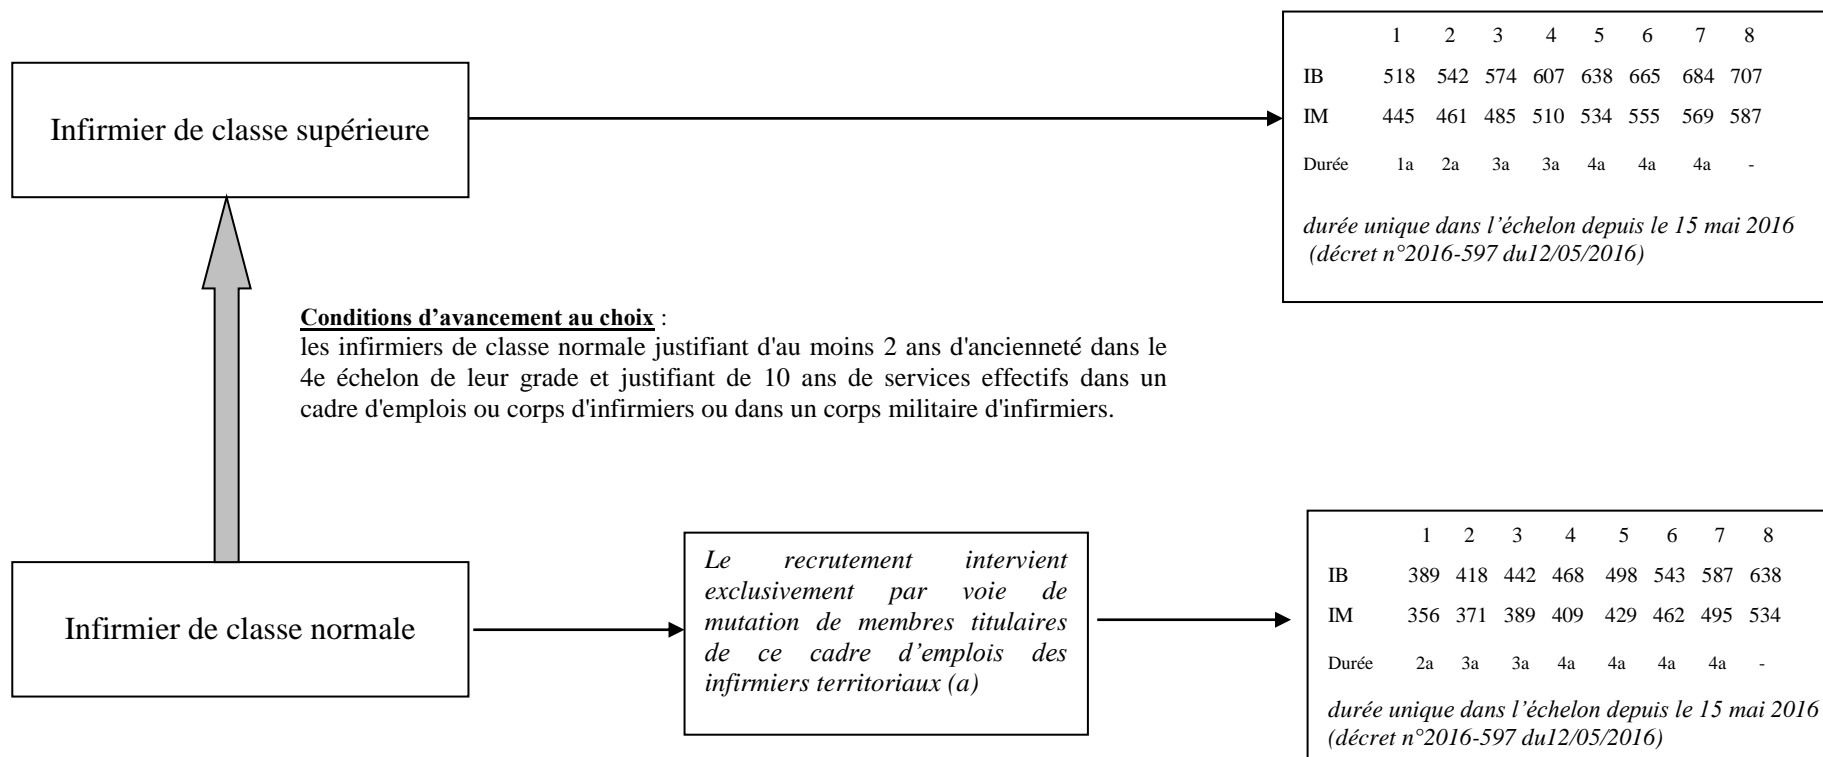 1 2 3 4 5 6 7 8
IB 518 542 574 607 638 665 684 707
IM 445 461 485 510 534 555 569 587
Durée 1a 2a 3a 3a 4a 4a 4a -
durée unique dans l’échelon depuis le 15 mai 2016
(décret n°2016-597 du12/05/2016)
Infirmier de classe supérieure
Conditions d’avancement au choix :
les infirmiers de classe normale justifiant d'au moins 2 ans d'ancienneté dans le
4e échelon de leur grade et justifiant de 10 ans de services effectifs dans un
cadre d'emplois ou corps d'infirmiers ou dans un corps militaire d'infirmiers.
Infirmier de classe normale
Le recrutement intervient
exclusivement par voie de
mutation de membres titulaires
de ce cadre d’emplois des
infirmiers territoriaux (a)
1 2 3 4 5 6 7 8
IB 389 418 442 468 498 543 587 638
IM 356 371 389 409 429 462 495 534
Durée 2a 3a 3a 4a 4a 4a 4a -
durée unique dans l’échelon depuis le 15 mai 2016
(décret n°2016-597 du12/05/2016)